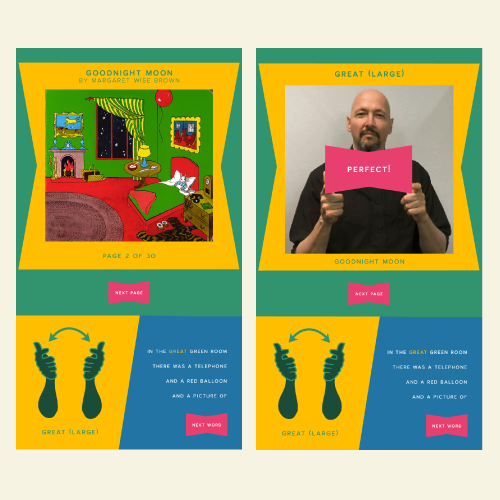 GOODNIGHT MOON
BY MARGARET WISE BROWN
PAGE 2 OF 30
NEXT PAGE
GREAT (LARGE)
IN THE GREAT GREEN ROOM
THERE WAS A TELEPHONE
AND A RED BALLOON
AND A PICTURE OF
NEXT WORD
GREAT (LARGE)
PERFECT!
GOODNIGHT MOON
NEXT PAGE
GREAT (LARGE)
IN THE GREAT GREEN ROOM
THERE WAS A TELEPHONE
AND A RED BALLOON
AND A PICTURE OF
NEXT WORD